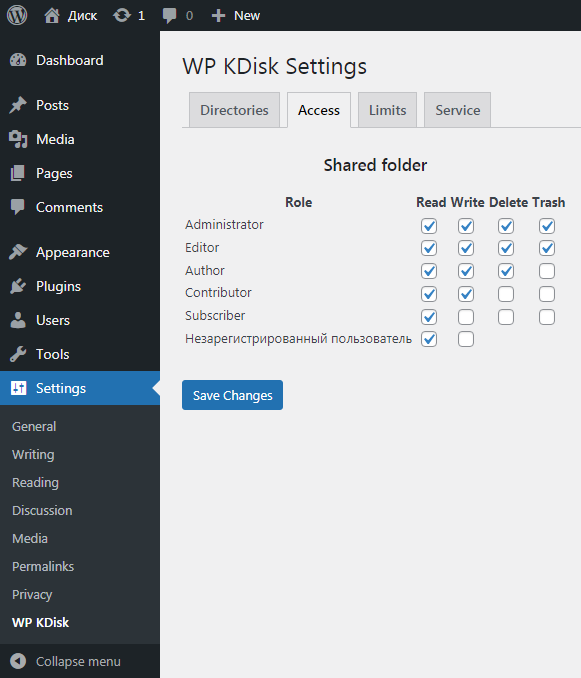 Диск 1 0 New
Dashboard
Posts
Media
Pages
Comments
Appearance
Plugins
Users
Tools
Settings
General
Writing
Reading
Discussion
Media
Permalinks
Privacy
WP KDisk
Collapse menu
WP KDisk Settings
Directories Access Limits Service
Shared folder
Role Read Write Delete Trash
Administrator
Editor
Author
Contributor
Subscriber
Незарегистрированный пользователь
Save Changes